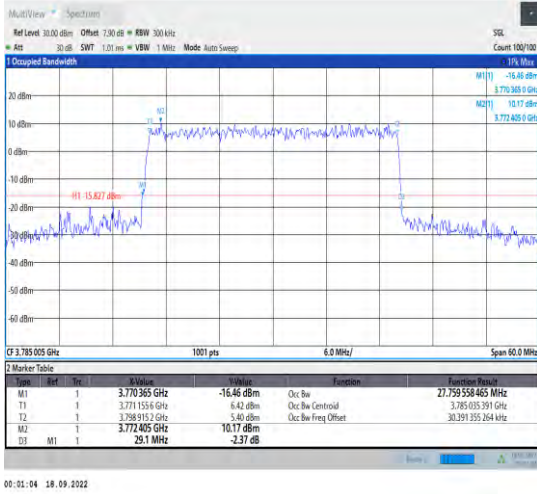 MultiView Spectrum
Ref Level 30.00 dBm Offset 7.90 dB RBW 300 kHz SGL
Att 30 dB SWT 1.01 ms VBW 1 MHz Mode Auto Sweep Count 100/100
1 Occupied Bandwidth 1Pk Max
M1[1] -16.46 dBm
3.770 365 0 GHz
M2[1] 10.17 dBm
3.772 405 0 GHz
20 dBm
10 dBm
0 dBm
-10 dBm
-20 dBm
-30 dBm
-40 dBm
-50 dBm
-60 dBm
M2
T1
M1
H1 -15.827 dBm
CF 3.785 005 GHz 1001 pts 6.0 MHz/ Span 60.0 MHz
2 Marker Table
Type Ref Trc X-Value Y-Value Function Function Result
M1 1 3.770 365 GHz -16.46 dBm Occ Bw 27.759 558 465 MHz
T1 1 3.771 155 6 GHz 6.42 dBm Occ Bw Centroid 3.785 035 391 GHz
T2 1 3.798 915 2 GHz 5.40 dBm Occ Bw Freq Offset 30.391 355 264 kHz
M2 1 3.772 405 GHz 10.17 dBm
D3 M1 1 29.1 MHz -2.37 dB
00:01:04 18.09.2022